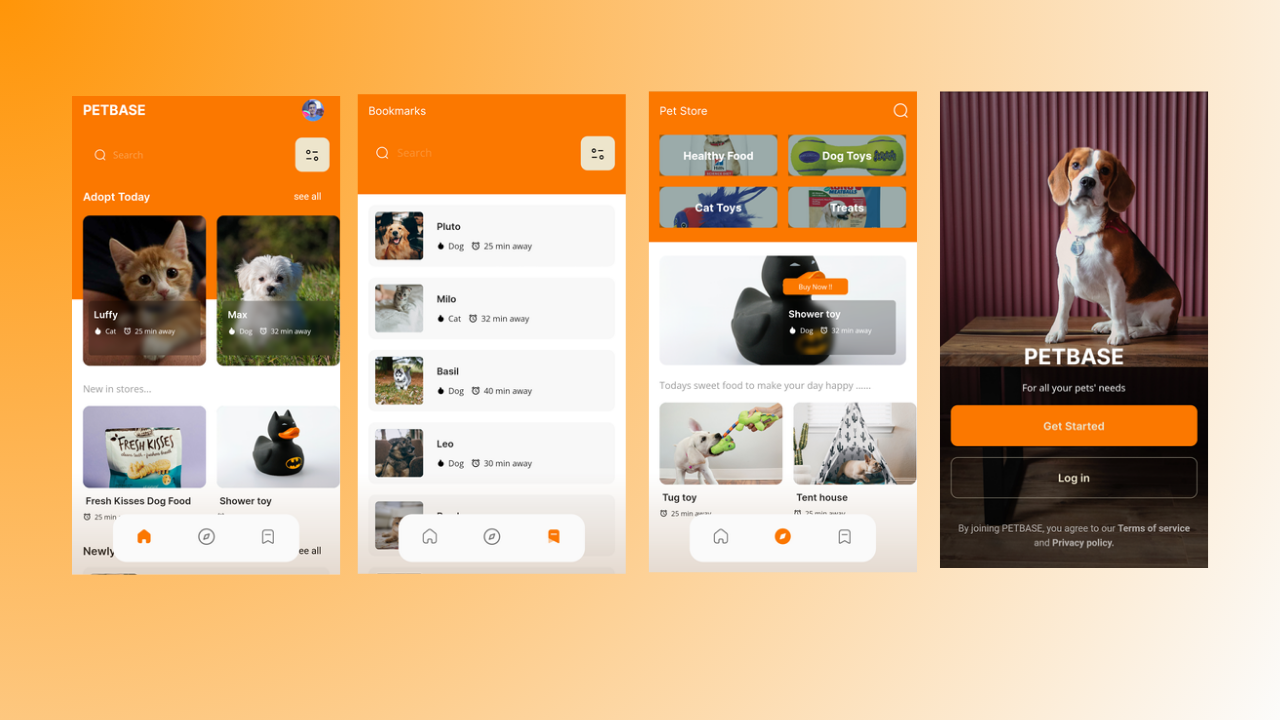 PETBASE
Search
Adopt Today see all
Luffy
Cat 25 min away
Max
Dog 32 min away
New in stores...
FRESH KISSES
Fresh Kisses Dog Food
25 min
Shower toy
Newly
ee all
Bookmarks
Search
Pluto
Dog 25 min away
Milo
Cat 32 min away
Basil
Dog 40 min away
Leo
Dog 30 min away
Pet Store
Healthy Food
Dog Toys
Cat Toys
Treats
Buy Now !!
Shower toy
Dog 32 min away
Todays sweet food to make your day happy ......
Tug toy
25 min away
Tent house
25 min away
PETBASE
For all your pets' needs
Get Started
Log in
By joining PETBASE, you agree to our Terms of service
and Privacy policy.